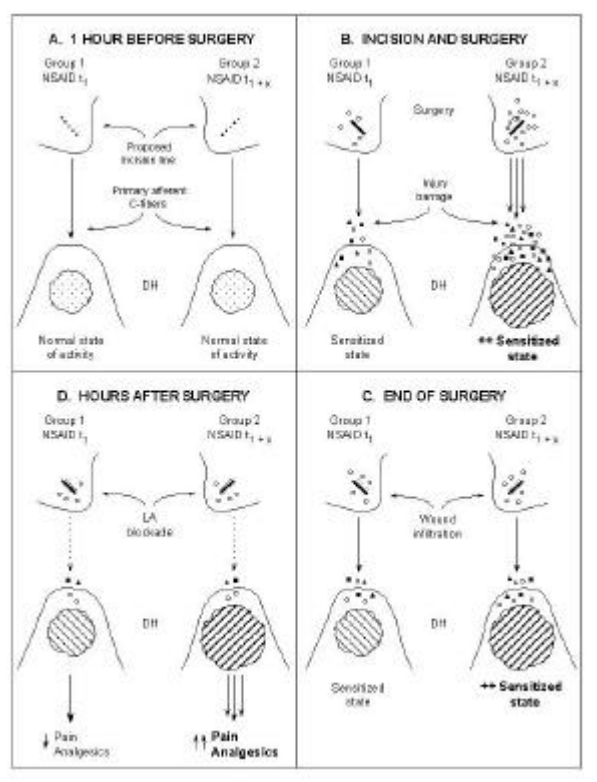 A. 1 HOUR BEFORE SURGERY
Group 1
NSAID t1
Group 2
NSAID t1 + x
Proposed
incision line
Primary afferent
C-fibers
DH
Normal state
of activity
Normal state
of activity
B. INCISION AND SURGERY
Group 1
NSAID t1
Group 2
NSAID t1 + x
Surgery
Injury
damage
DH
Sensitized
state
++ Sensitized
state
D. HOURS AFTER SURGERY
Group 1
NSAID t1
Group 2
NSAID t1 + x
LA
blockade
DH
↓ Pain
Analgesics
↑↑ Pain
Analgesics
C. END OF SURGERY
Group 1
NSAID t1
Group 2
NSAID t1 + x
Wound
infiltration
DH
Sensitized
state
++ Sensitized
state